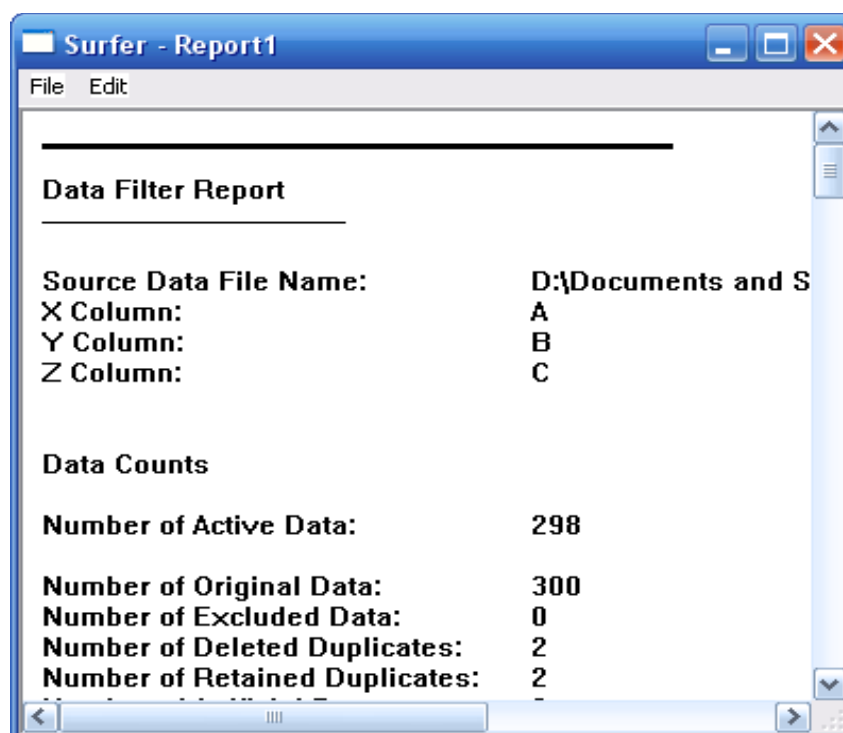 Surfer - Report1
File Edit
Data Filter Report
Source Data File Name: D:\Documents and S
X Column: A
Y Column: B
Z Column: C
Data Counts
Number of Active Data: 298
Number of Original Data: 300
Number of Excluded Data: 0
Number of Deleted Duplicates: 2
Number of Retained Duplicates: 2